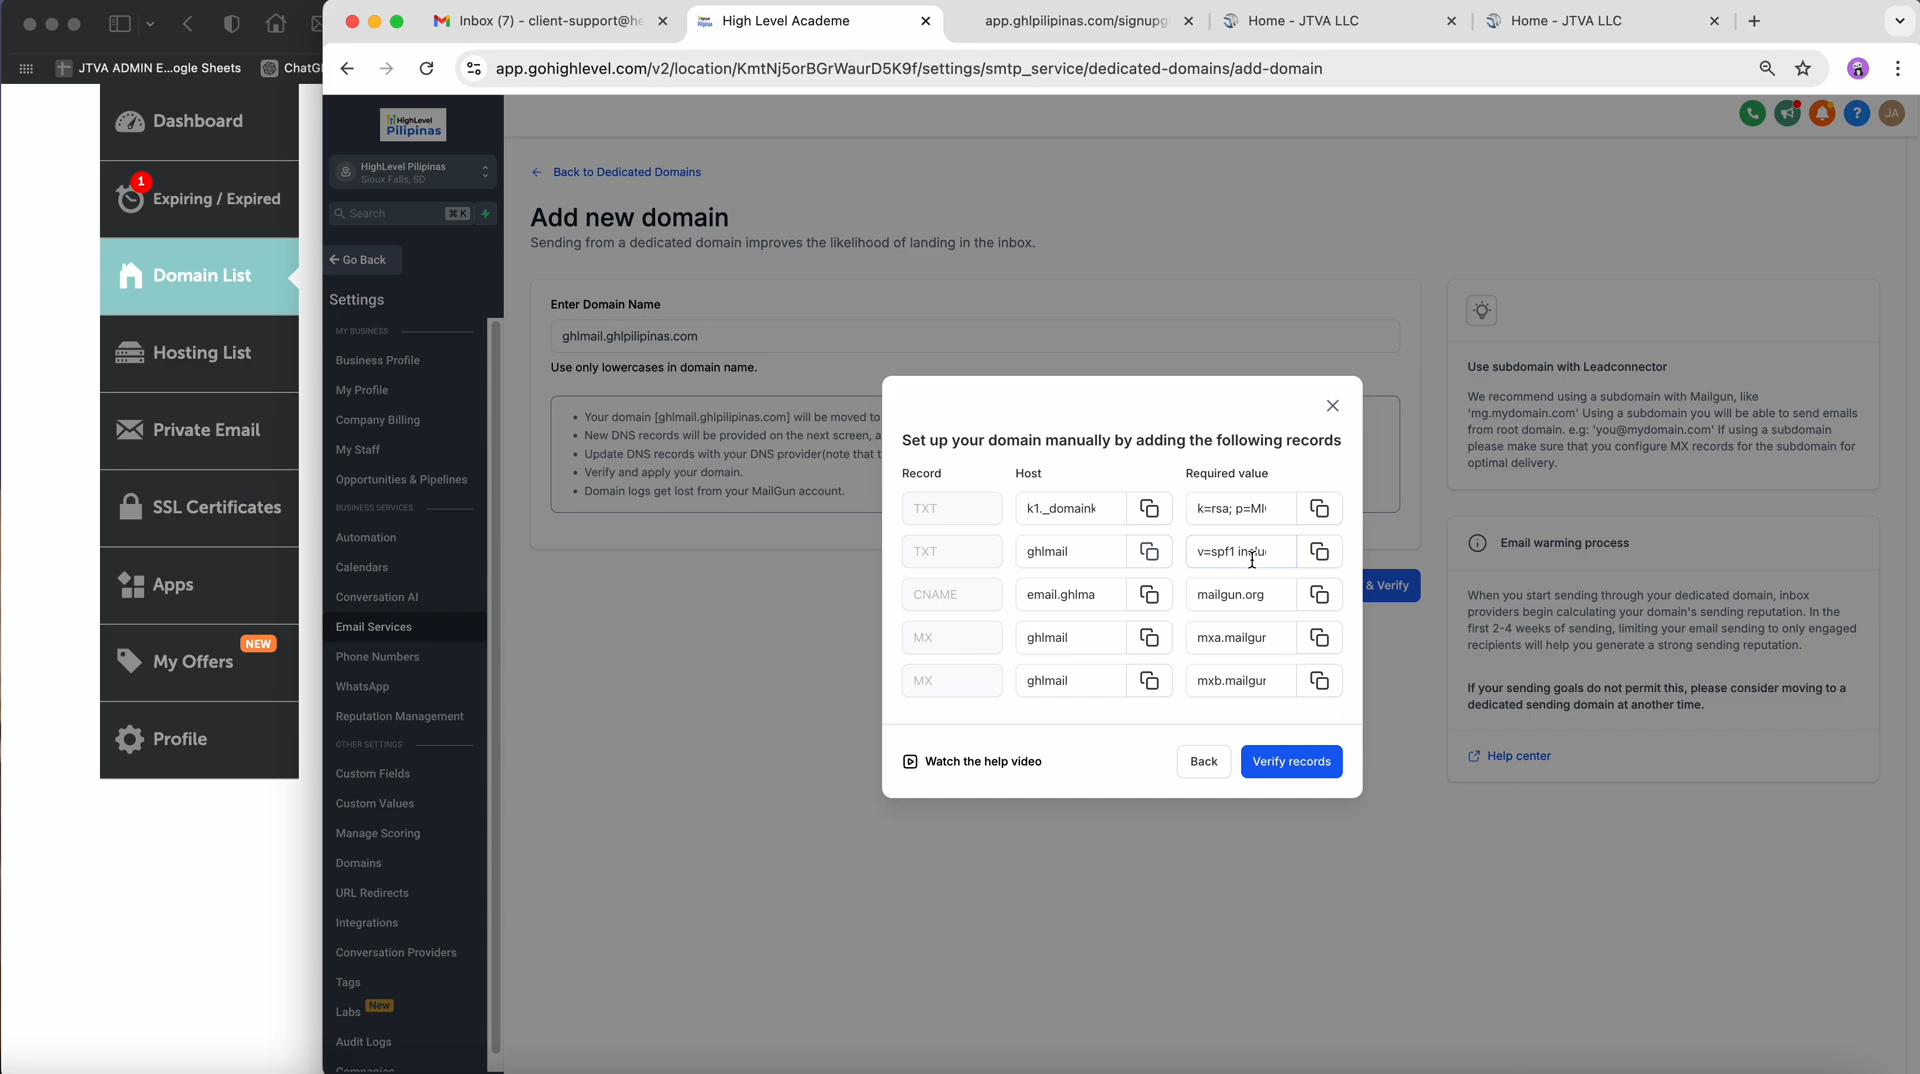 Inbox (7) - client-support@he
High Level Academe
app.ghlpilipinas.com/signupg
Home - JTVA LLC
Home - JTVA LLC
app.gohighlevel.com/v2/location/KmtNj5orBGrWaurD5K9f/settings/smtp_service/dedicated-domains/add-domain
JTVA ADMIN E...ogle Sheets
ChatG
Dashboard
1
Expiring / Expired
Domain List
Hosting List
Private Email
SSL Certificates
Apps
NEW
My Offers
Profile
HighLevel
Pilipinas
HighLevel Pilipinas
Sioux Falls, SD
Search
⌘ K
Go Back
Settings
MY BUSINESS
Business Profile
My Profile
Company Billing
My Staff
Opportunities & Pipelines
BUSINESS SERVICES
Automation
Calendars
Conversation AI
Email Services
Phone Numbers
WhatsApp
Reputation Management
OTHER SETTINGS
Custom Fields
Custom Values
Manage Scoring
Domains
URL Redirects
Integrations
Conversation Providers
Tags
Labs New
Audit Logs
Companies
JA
Back to Dedicated Domains
Add new domain
Sending from a dedicated domain improves the likelihood of landing in the inbox.
Enter Domain Name
ghlmail.ghlpilipinas.com
Use only lowercases in domain name.
Your domain [ghlmail.ghlpilipinas.com] will be moved to
New DNS records will be provided on the next screen, a
Update DNS records with your DNS provider(note that t
Verify and apply your domain.
Domain logs get lost from your MailGun account.
& Verify
Set up your domain manually by adding the following records
Record Host Required value
TXT k1._domaink k=rsa; p=MI
TXT ghlmail v=spf1 inclu
CNAME email.ghlma mailgun.org
MX ghlmail mxa.mailgur
MX ghlmail mxb.mailgur
Watch the help video
Back
Verify records
Use subdomain with Leadconnector
We recommend using a subdomain with Mailgun, like
'mg.mydomain.com' Using a subdomain you will be able to send emails
from root domain. e.g: 'you@mydomain.com' If using a subdomain
please make sure that you configure MX records for the subdomain for
optimal delivery.
Email warming process
When you start sending through your dedicated domain, inbox
providers begin calculating your domain's sending reputation. In the
first 2-4 weeks of sending, limiting your email sending to only engaged
recipients will help you generate a strong sending reputation.
If your sending goals do not permit this, please consider moving to a
dedicated sending domain at another time.
Help center